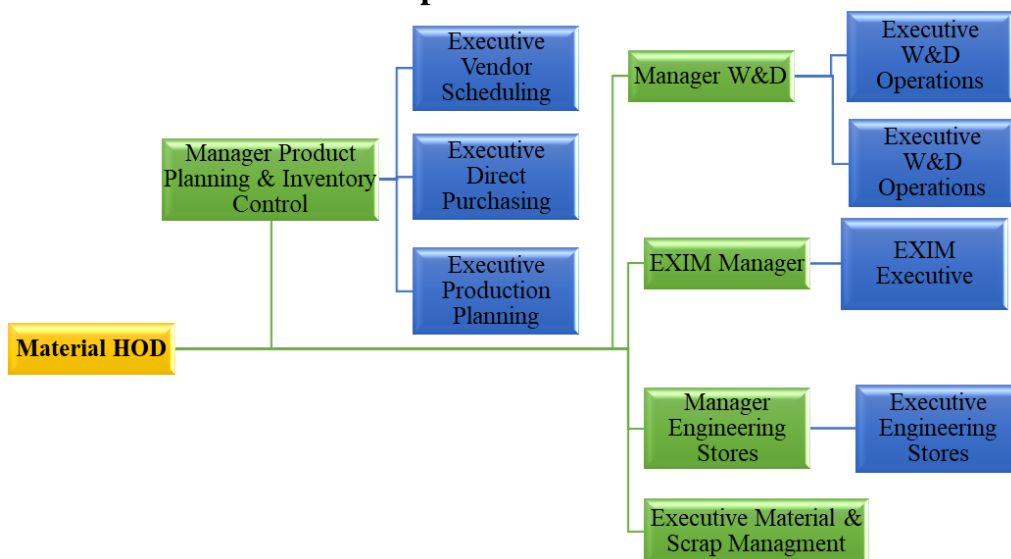 Executive
Vendor
Scheduling
Manager W&D
Executive
W&D
Operations
Manager Product
Planning & Inventory
Control
Executive
Direct
Purchasing
Executive
W&D
Operations
Executive
Production
Planning
EXIM Manager
EXIM
Executive
Material HOD
Manager
Engineering
Stores
Executive
Engineering
Stores
Executive Material &
Scrap Managment